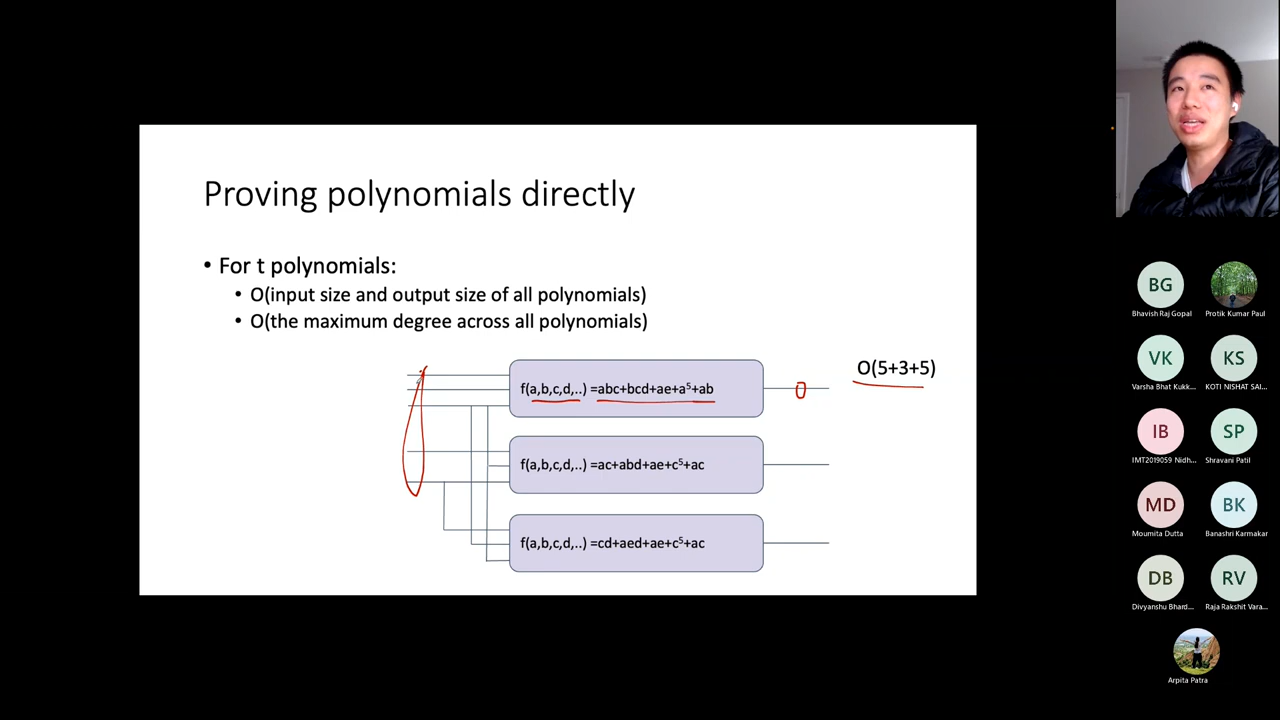 Proving polynomials directly
• For t polynomials:
• O(input size and output size of all polynomials)
• O(the maximum degree across all polynomials)
f(a,b,c,d,..) =abc+bcd+ae+a⁵+ab
0
O(5+3+5)
f(a,b,c,d,..) =ac+abd+ae+c⁵+ac
f(a,b,c,d,..) =cd+aed+ae+c⁵+ac
BG
Bhavish Raj Gopal
Protik Kumar Paul
VK
Varsha Bhat Kukk...
KS
KOTI NISHAT SAI...
IB
IMT2019059 Nidh...
SP
Shravani Patil
MD
Moumita Dutta
BK
Banashri Karmakar
DB
Divyanshu Bhard...
RV
Raja Rakshit Vara...
Arpita Patra